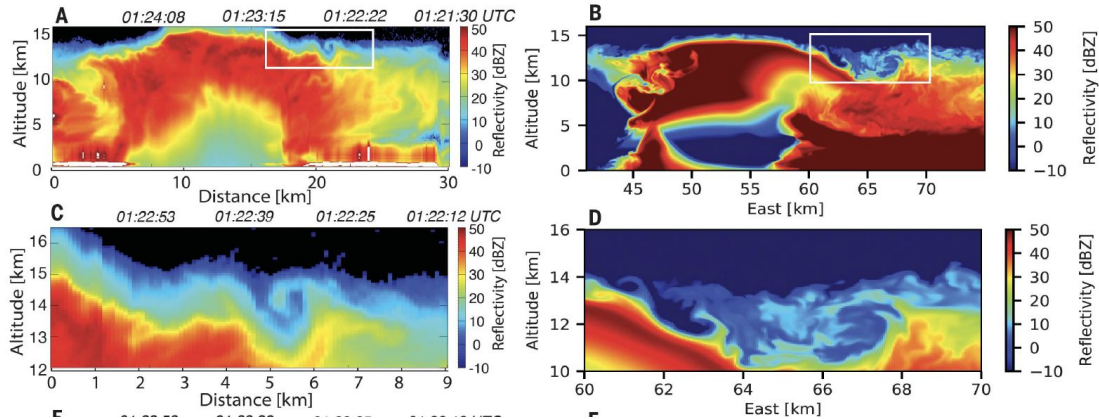 A 01:24:08 01:23:15 01:22:22 01:21:30 UTC
15
10
5
0
Altitude [km]
0 10 20 30
Distance [km]
50
40
30
20
10
0
-10
Reflectivity [dBZ]
B
15
10
5
0
Altitude [km]
45 50 55 60 65 70
East [km]
50
40
30
20
10
0
−10
Reflectivity [dBZ]
C 01:22:53 01:22:39 01:22:25 01:22:12 UTC
16
15
14
13
12
Altitude [km]
0 1 2 3 4 5 6 7 8 9
Distance [km]
50
40
30
20
10
0
-10
Reflectivity [dBZ]
D
16
14
12
10
Altitude [km]
60 62 64 66 68 70
East [km]
50
40
30
20
10
0
−10
Reflectivity [dBZ]
UTC